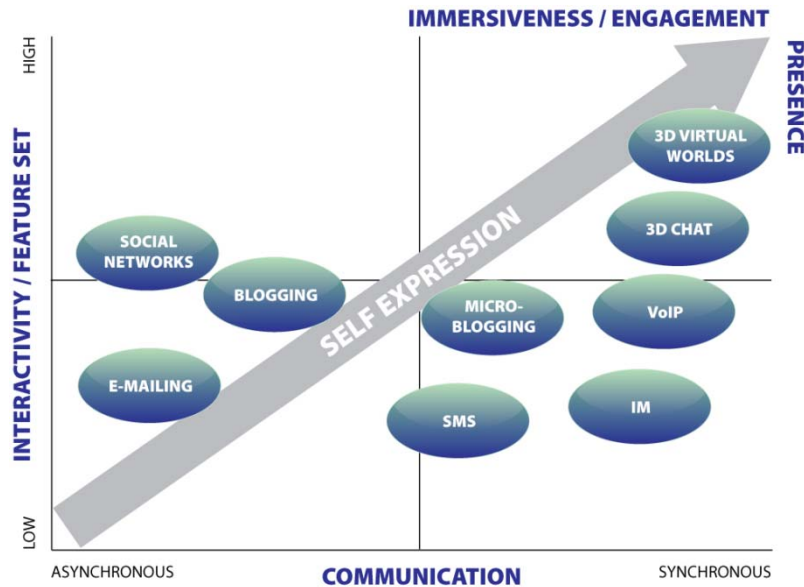 IMMERSIVENESS / ENGAGEMENT
PRESENCE
HIGH
INTERACTIVITY / FEATURE SET
LOW
3D VIRTUAL
WORLDS
SOCIAL
NETWORKS
3D CHAT
SELF EXPRESSION
BLOGGING
MICRO-
BLOGGING
VoIP
E-MAILING
SMS
IM
ASYNCHRONOUS
COMMUNICATION
SYNCHRONOUS